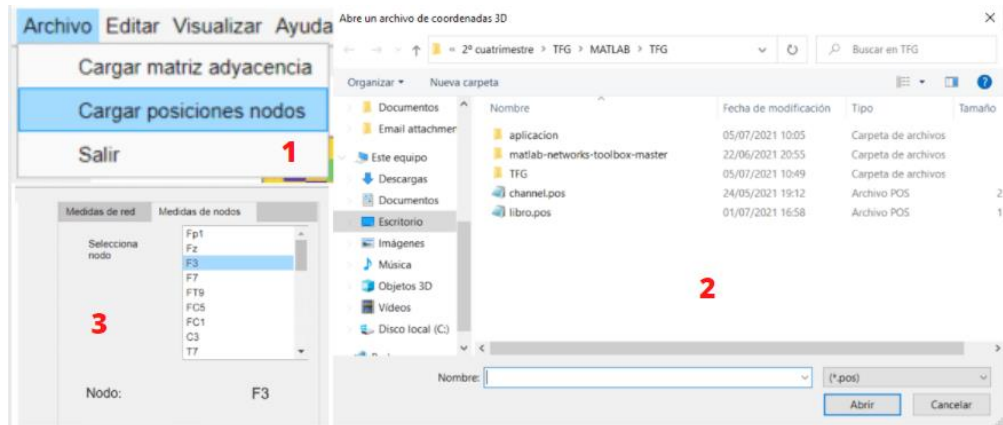 Archivo Editar Visualizar Ayuda
Cargar matriz adyacencia
Cargar posiciones nodos
Salir
1
Abre un archivo de coordenadas 3D
« 2º cuatrimestre > TFG > MATLAB > TFG
Buscar en TFG
Organizar
Nueva carpeta
Documentos
Email attachmer
Este equipo
Descargas
Documentos
Escritorio
Imágenes
Música
Objetos 3D
Vídeos
Disco local (C:)
Nombre Fecha de modificación Tipo Tamaño
aplicacion 05/07/2021 10:05 Carpeta de archivos
matlab-networks-toolbox-master 22/06/2021 20:55 Carpeta de archivos
TFG 05/07/2021 10:49 Carpeta de archivos
channel.pos 24/05/2021 19:12 Archivo POS 2
libro.pos 01/07/2021 16:58 Archivo POS 1
2
Nombre:
(*.pos)
Abrir Cancelar
Medidas de red Medidas de nodos
Selecciona
nodo
Fp1
Fz
F3
F7
FT9
FC5
FC1
C3
T7
3
Nodo: F3